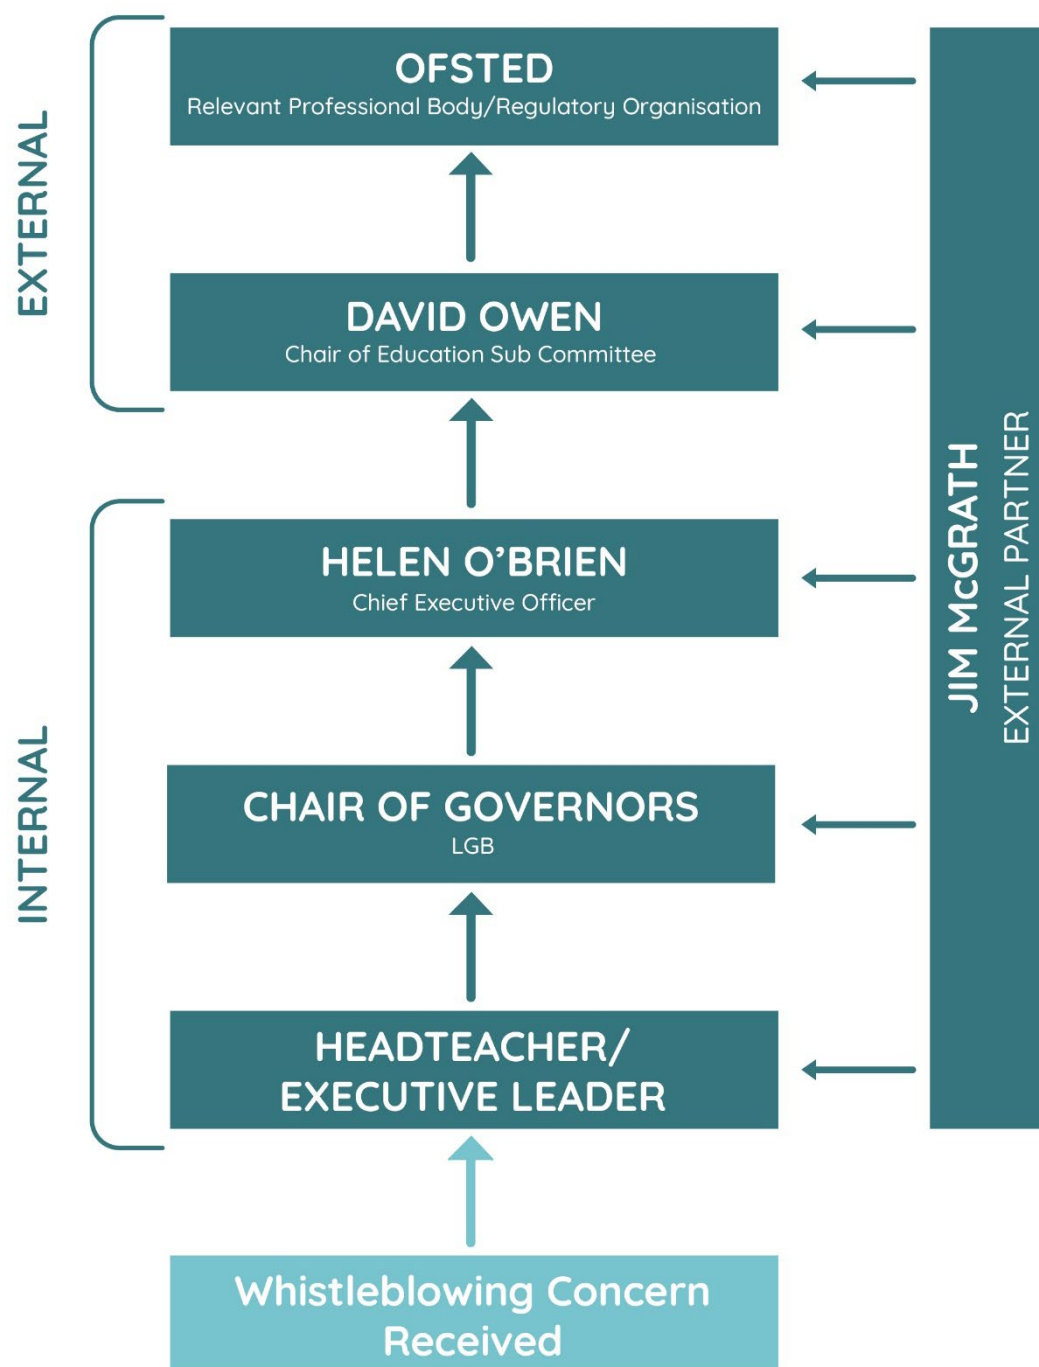 EXTERNAL
OFSTED
Relevant Professional Body/Regulatory Organisation
DAVID OWEN
Chair of Education Sub Committee
INTERNAL
HELEN O’BRIEN
Chief Executive Officer
CHAIR OF GOVERNORS
LGB
HEADTEACHER/
EXECUTIVE LEADER
Whistleblowing Concern
Received
JIM McGRATH
EXTERNAL PARTNER